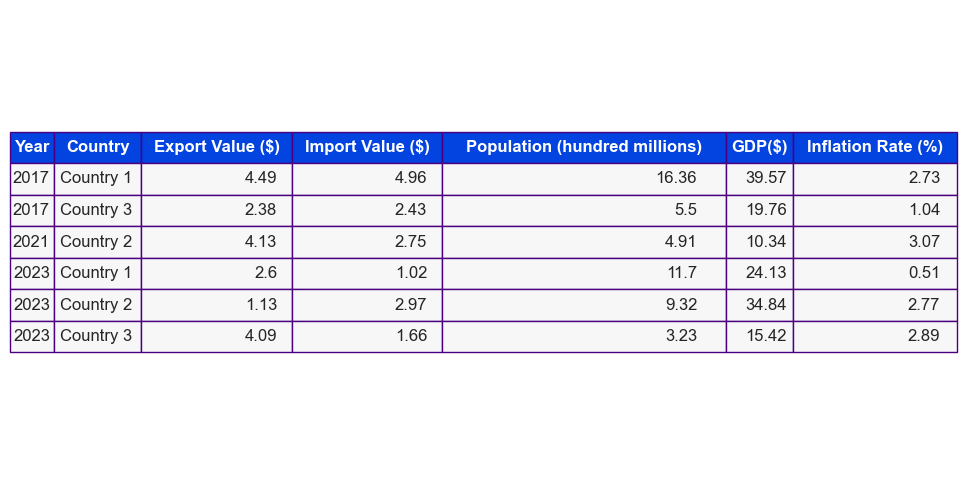 Year Country Export Value ($) Import Value ($) Population (hundred millions) GDP($) Inflation Rate (%)
2017 Country 1 4.49 4.96 16.36 39.57 2.73
2017 Country 3 2.38 2.43 5.5 19.76 1.04
2021 Country 2 4.13 2.75 4.91 10.34 3.07
2023 Country 1 2.6 1.02 11.7 24.13 0.51
2023 Country 2 1.13 2.97 9.32 34.84 2.77
2023 Country 3 4.09 1.66 3.23 15.42 2.89